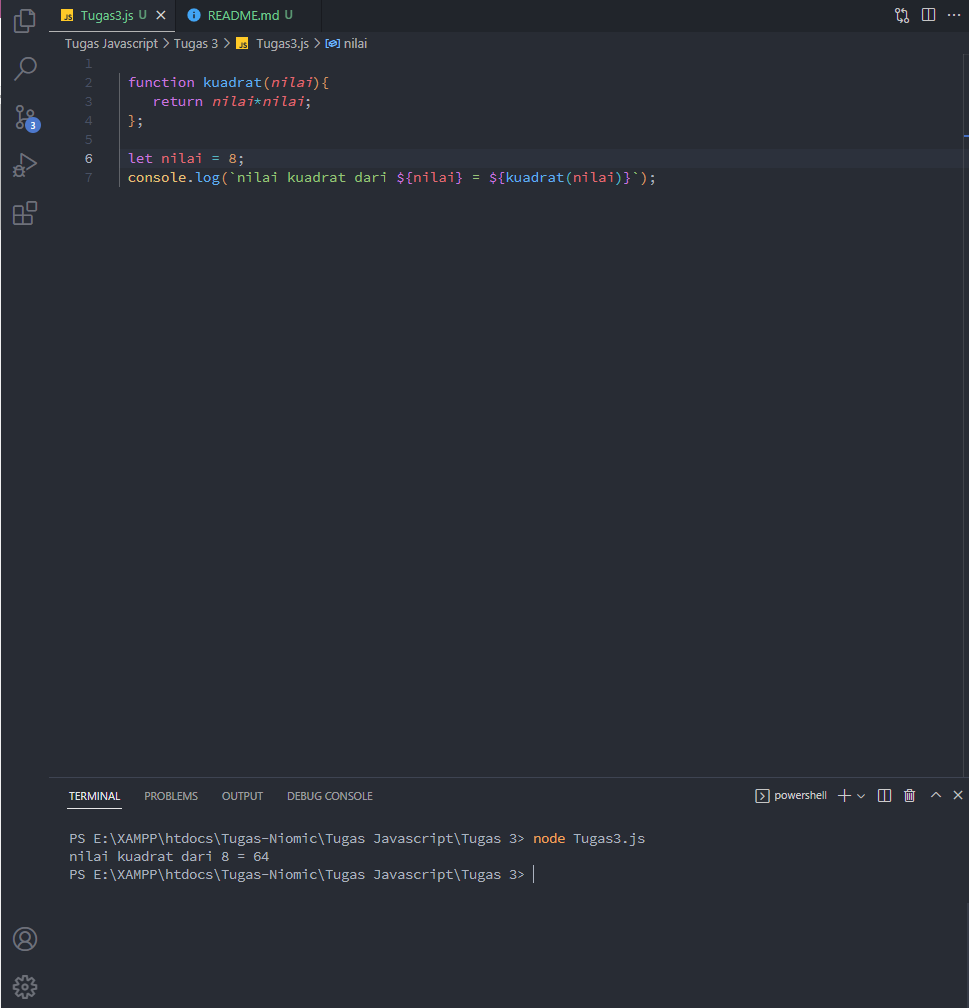 JS Tugas3.js U README.md U
Tugas Javascript > Tugas 3 > JS Tugas3.js > nilai
1
2 function kuadrat(nilai){
3 return nilai*nilai;
4 };
5
6 let nilai = 8;
7 console.log(`nilai kuadrat dari ${nilai} = ${kuadrat(nilai)}`);
3
TERMINAL PROBLEMS OUTPUT DEBUG CONSOLE powershell
PS E:\XAMPP\htdocs\Tugas-Niomic\Tugas Javascript\Tugas 3> node Tugas3.js
nilai kuadrat dari 8 = 64
PS E:\XAMPP\htdocs\Tugas-Niomic\Tugas Javascript\Tugas 3>